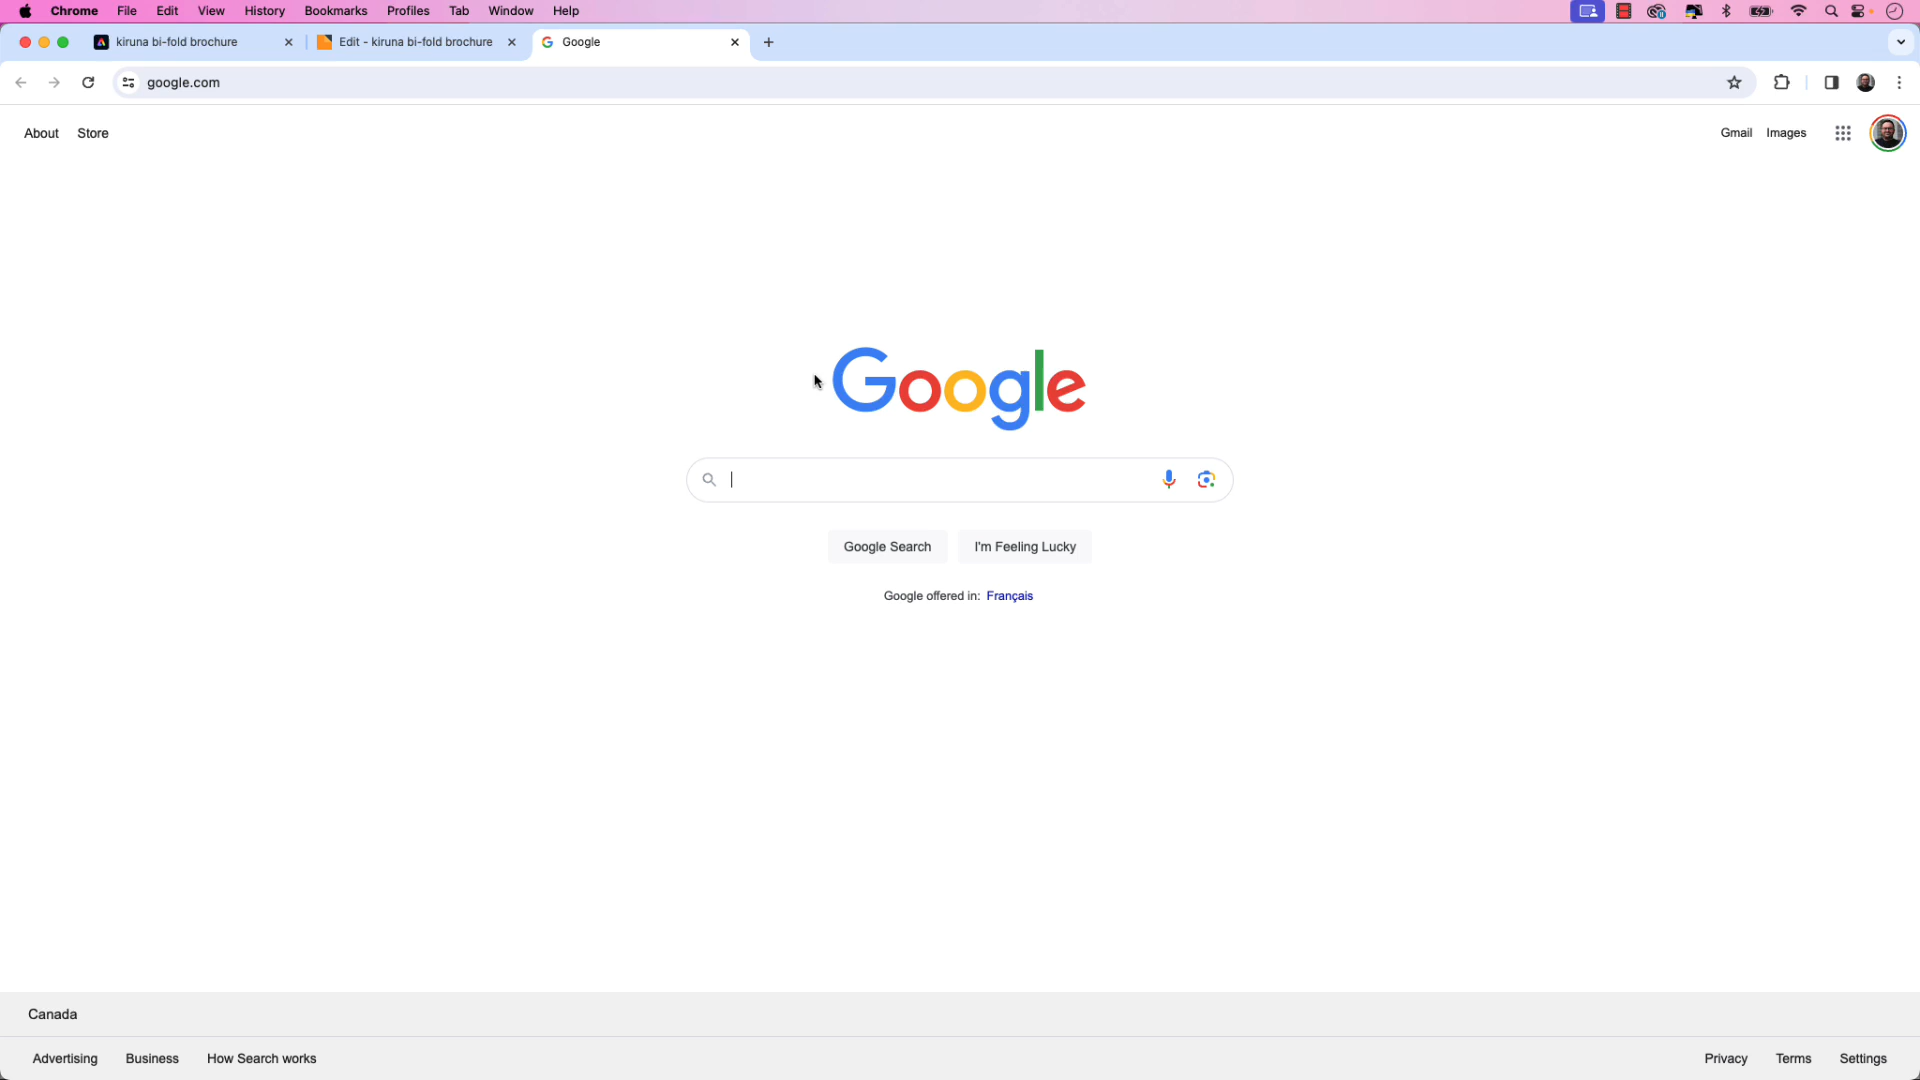 Chrome File Edit View History Bookmarks Profiles Tab Window Help
kiruna bi-fold brochure Edit - kiruna bi-fold brochure Google
google.com
About Store Gmail Images
Google
Google Search I'm Feeling Lucky
Google offered in: Français
Canada
Advertising Business How Search works Privacy Terms Settings